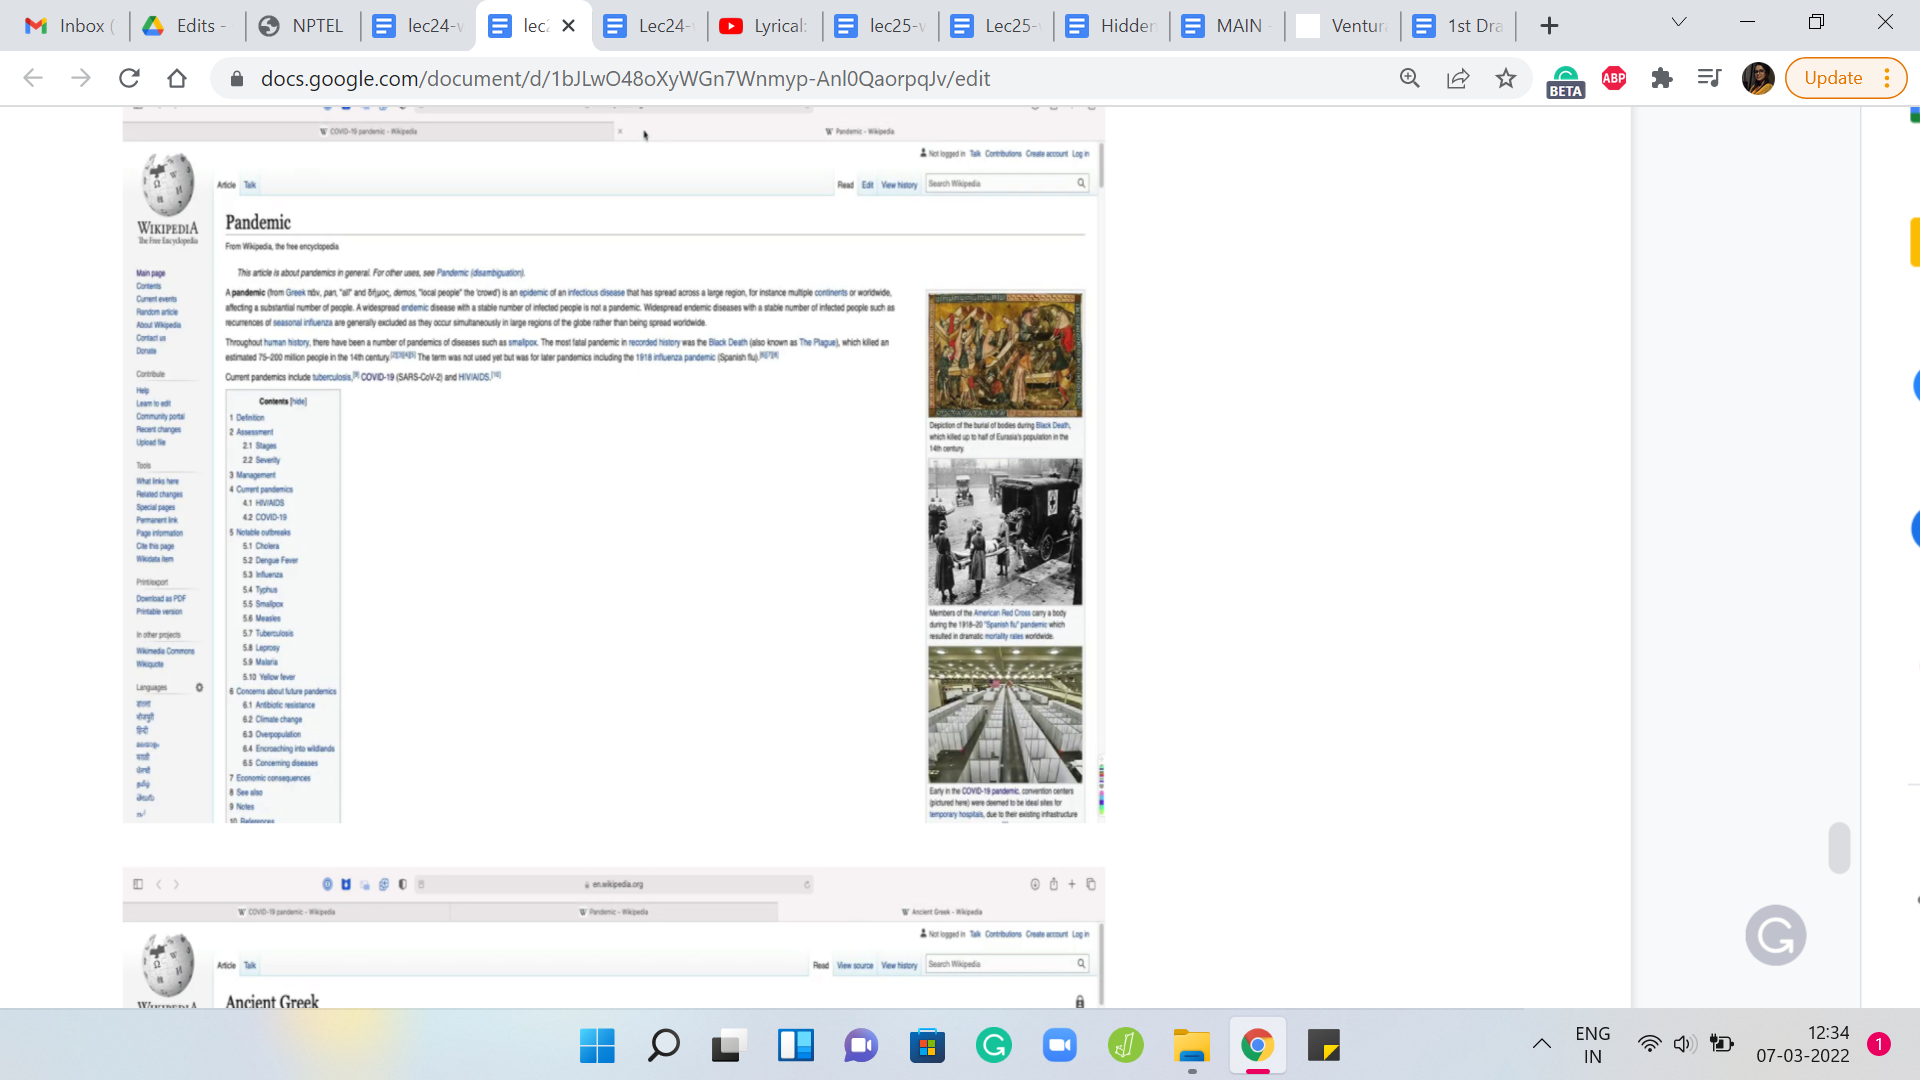 Inbox (
Edits -
NPTEL
lec24-v
lec
Lec24-
Lyrical:
lec25-v
Lec25-
Hidden
MAIN
Ventur
1st Dra
docs.google.com/document/d/1bJLwO48oXyWGn7Wnmyp-Anl0QaorpqJv/edit
BETA
ABP
Update
COVID-19 pandemic - Wikipedia
Pandemic - Wikipedia
Not logged in Talk Contributions Create account Log in
Article Talk
Read Edit View history
Search Wikipedia
WIKIPEDIA
The Free Encyclopedia
Main page
Contents
Current events
Random article
About Wikipedia
Contact us
Donate
Contribute
Help
Learn to edit
Community portal
Recent changes
Upload file
Tools
What links here
Related changes
Special pages
Permanent link
Page information
Cite this page
Wikidata item
Print/export
Download as PDF
Printable version
In other projects
Wikimedia Commons
Wikiquote
Languages
বাংলা
भोजपुरी
हिन्दी
മലയാളം
मराठी
ਪੰਜਾਬੀ
தமிழ்
తెలుగు
اردو
Pandemic
From Wikipedia, the free encyclopedia
This article is about pandemics in general. For other uses, see Pandemic (disambiguation).
A pandemic (from Greek πᾶν, pan, "all" and δῆμος, demos, "local people" the 'crowd') is an epidemic of an infectious disease that has spread across a large region, for instance multiple continents or worldwide,
affecting a substantial number of people. A widespread endemic disease with a stable number of infected people is not a pandemic. Widespread endemic diseases with a stable number of infected people such as
recurrences of seasonal influenza are generally excluded as they occur simultaneously in large regions of the globe rather than being spread worldwide.
Throughout human history, there have been a number of pandemics of diseases such as smallpox. The most fatal pandemic in recorded history was the Black Death (also known as The Plague), which killed an
estimated 75–200 million people in the 14th century.[2][3][4][5] The term was not used yet but was for later pandemics including the 1918 influenza pandemic (Spanish flu).[6][7][8]
Current pandemics include tuberculosis,[9] COVID-19 (SARS-CoV-2) and HIV/AIDS.[10]
Contents [hide]
1 Definition
2 Assessment
2.1 Stages
2.2 Severity
3 Management
4 Current pandemics
4.1 HIV/AIDS
4.2 COVID-19
5 Notable outbreaks
5.1 Cholera
5.2 Dengue Fever
5.3 Influenza
5.4 Typhus
5.5 Smallpox
5.6 Measles
5.7 Tuberculosis
5.8 Leprosy
5.9 Malaria
5.10 Yellow fever
6 Concerns about future pandemics
6.1 Antibiotic resistance
6.2 Climate change
6.3 Overpopulation
6.4 Encroaching into wildlands
6.5 Concerning diseases
7 Economic consequences
8 See also
9 Notes
10 References
Depiction of the burial of bodies during Black Death,
which killed up to half of Eurasia's population in the
14th century
Members of the American Red Cross carry a body
during the 1918–20 "Spanish flu" pandemic which
resulted in dramatic mortality rates worldwide.
Early in the COVID-19 pandemic, convention centers
(pictured here) were deemed to be ideal sites for
temporary hospitals, due to their existing infrastructure
en.wikipedia.org
COVID-19 pandemic - Wikipedia
Pandemic - Wikipedia
Ancient Greek - Wikipedia
Not logged in Talk Contributions Create account Log in
Article Talk
Read View source View history
Search Wikipedia
WIKIPEDIA
Ancient Greek
ENG
IN
12:34
07-03-2022
1